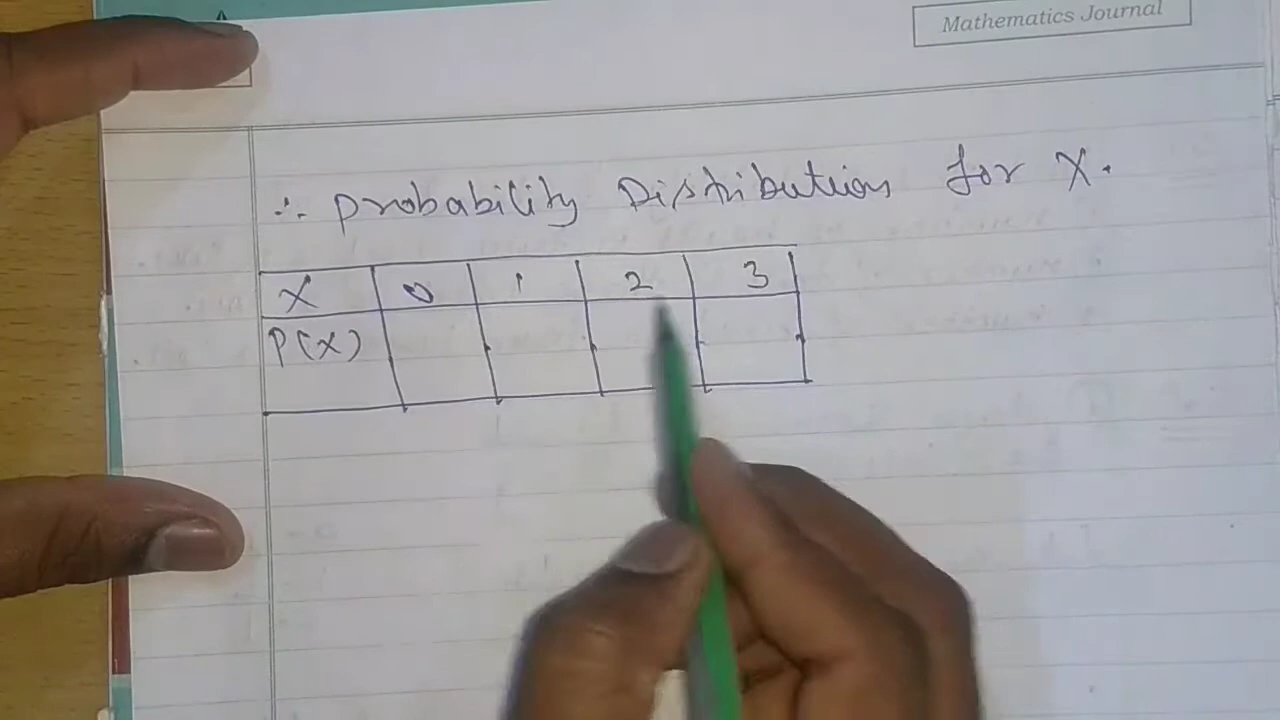 Mathematics Journal
∴ Probability Distribution for X.
X 0 1 2 3
P(X)